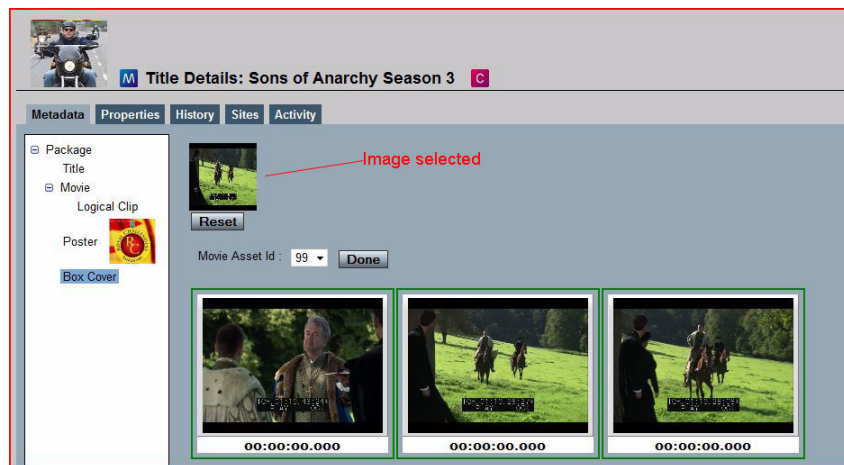 M Title Details: Sons of Anarchy Season 3 C
Metadata Properties History Sites Activity
Package
Title
Movie
Logical Clip
Poster
Box Cover
Image selected
Reset
Movie Asset Id : 99 Done
00:00:00.000 00:00:00.000 00:00:00.000